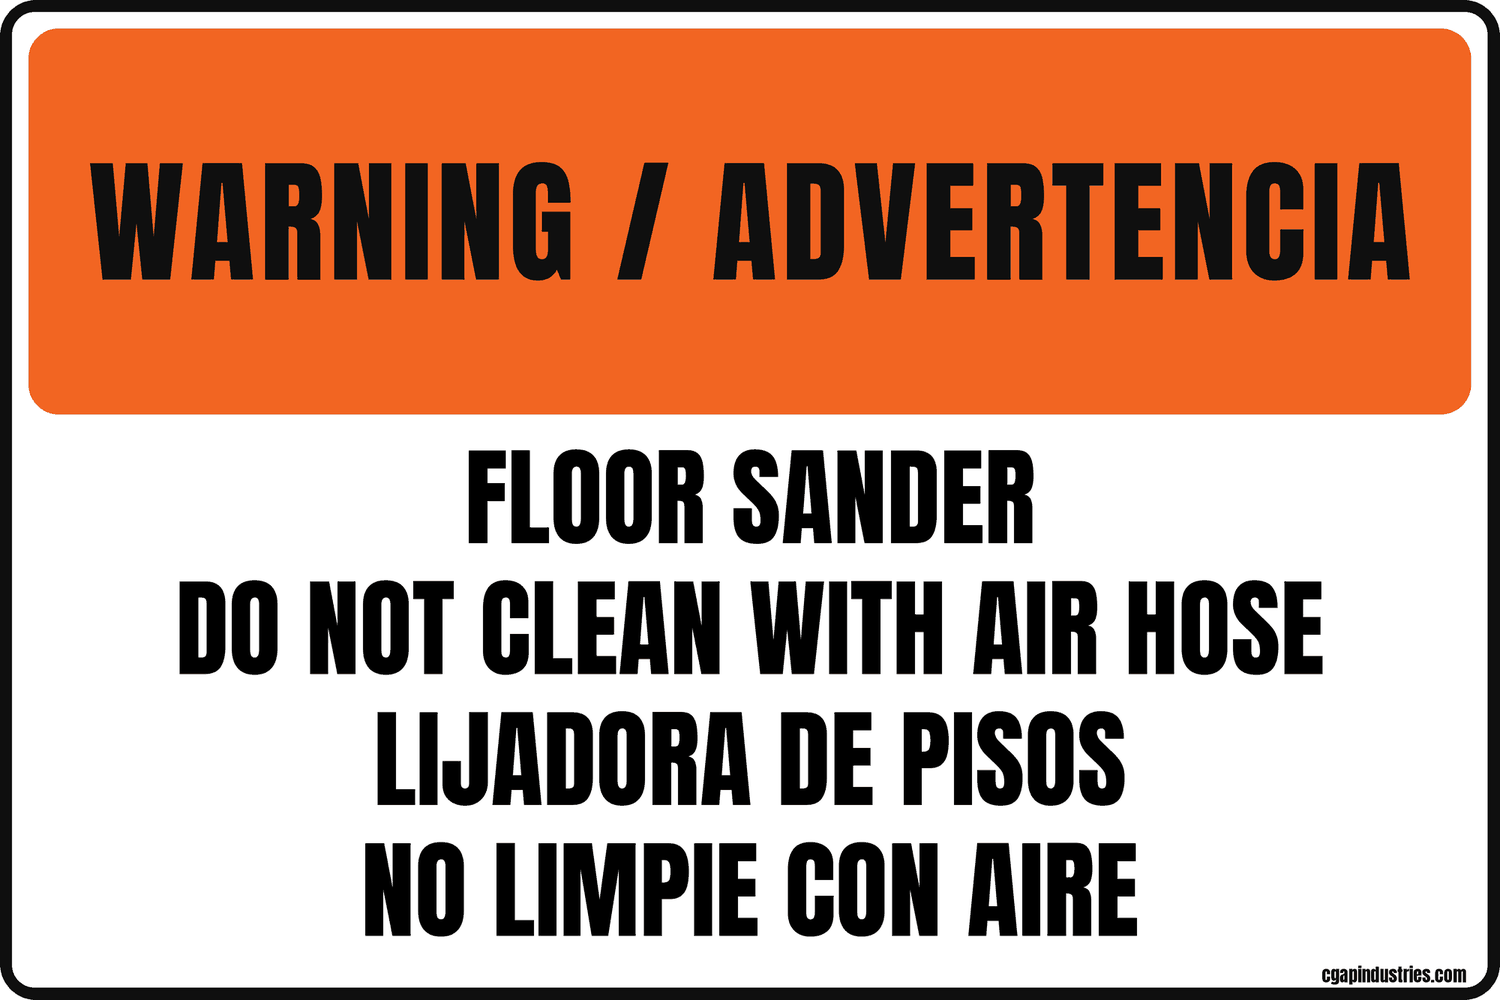 WARNING / ADVERTENCIA
FLOOR SANDER
DO NOT CLEAN WITH AIR HOSE
LIJADORA DE PISOS
NO LIMPIE CON AIRE
cgapindustries.com